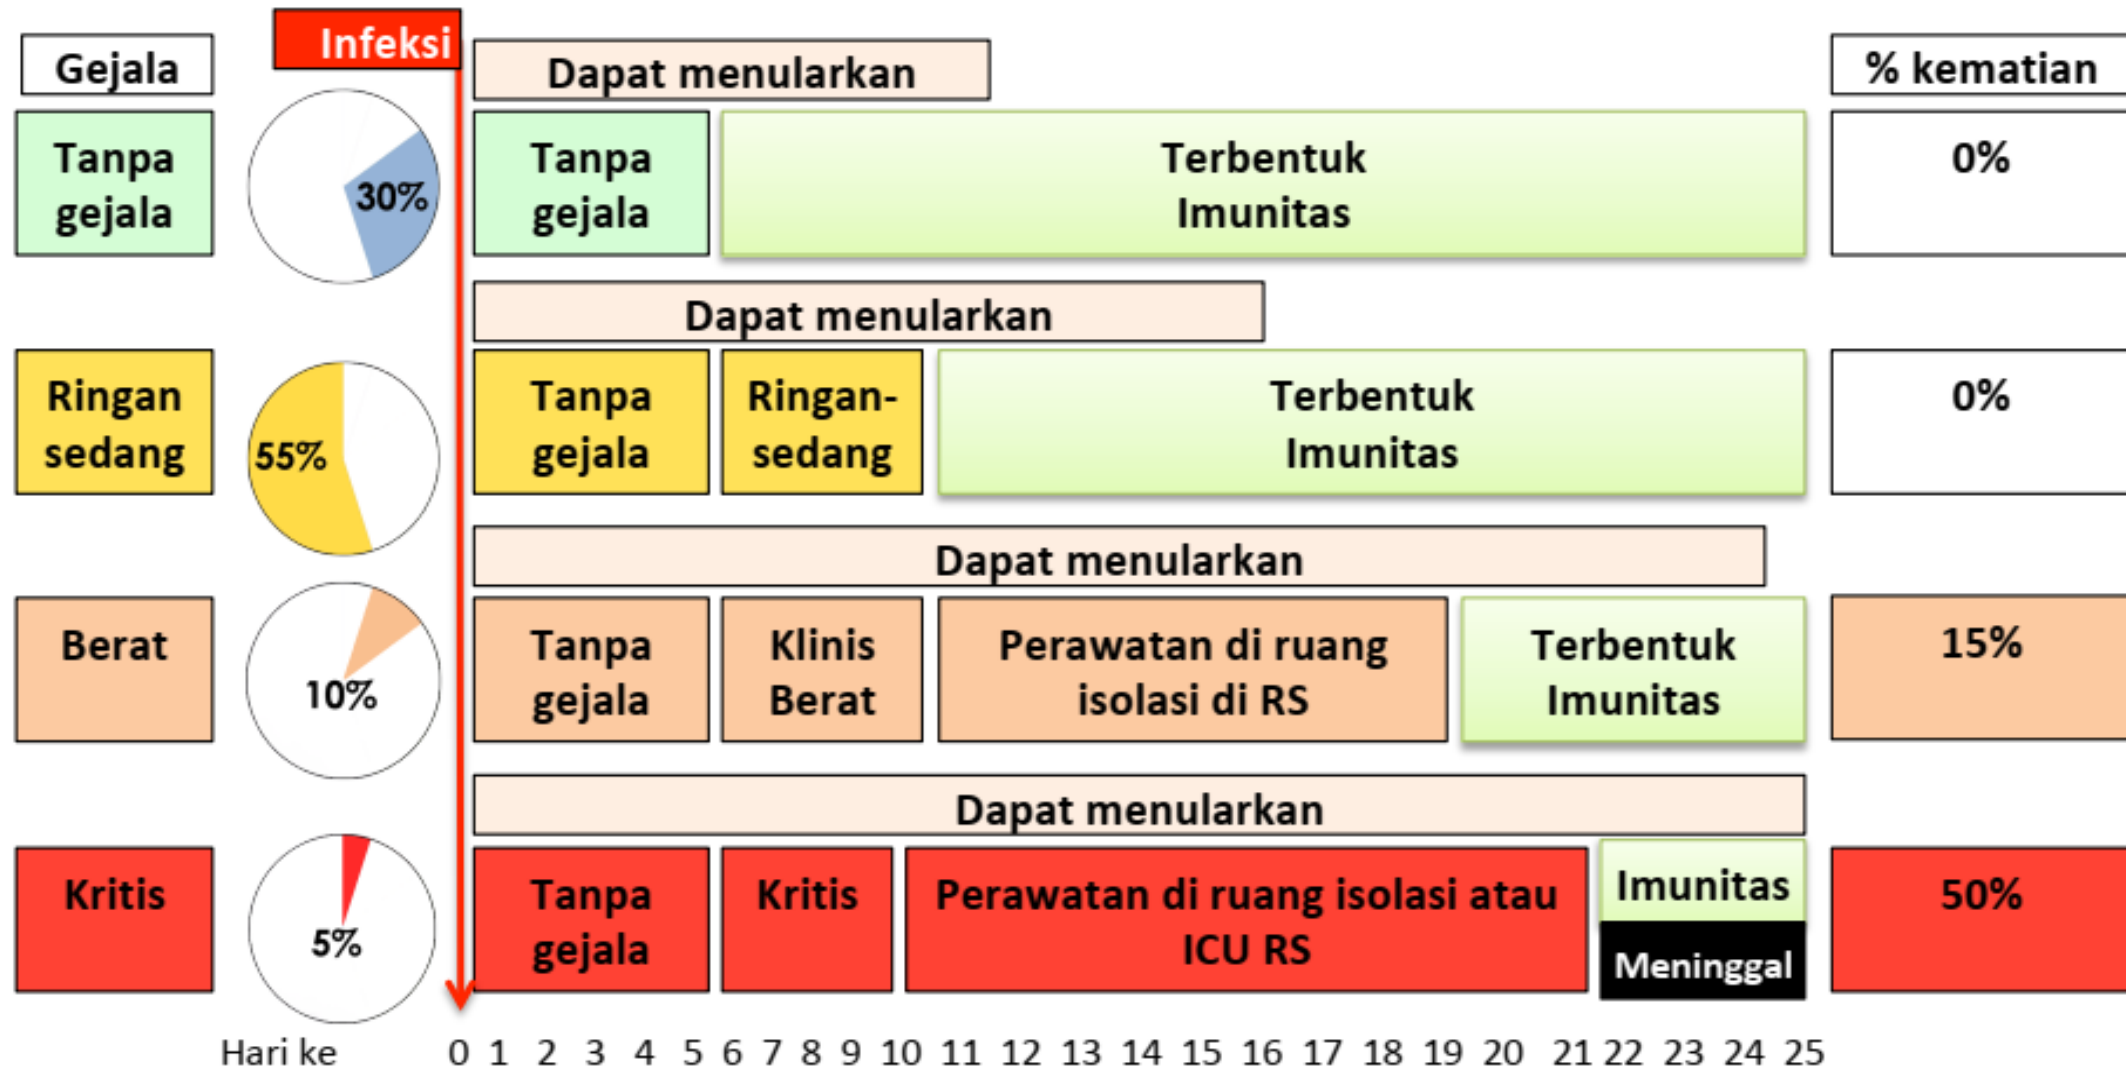 Gejala
Infeksi
Dapat menularkan
% kematian
Tanpa
gejala
30%
Tanpa
gejala
Terbentuk
Imunitas
0%
Dapat menularkan
Ringan
sedang
55%
Tanpa
gejala
Ringan-
sedang
Terbentuk
Imunitas
0%
Dapat menularkan
Berat
10%
Tanpa
gejala
Klinis
Berat
Perawatan di ruang
isolasi di RS
Terbentuk
Imunitas
15%
Dapat menularkan
Kritis
5%
Tanpa
gejala
Kritis
Perawatan di ruang isolasi atau
ICU RS
Imunitas
Meninggal
50%
Hari ke 0 1 2 3 4 5 6 7 8 9 10 11 12 13 14 15 16 17 18 19 20 21 22 23 24 25